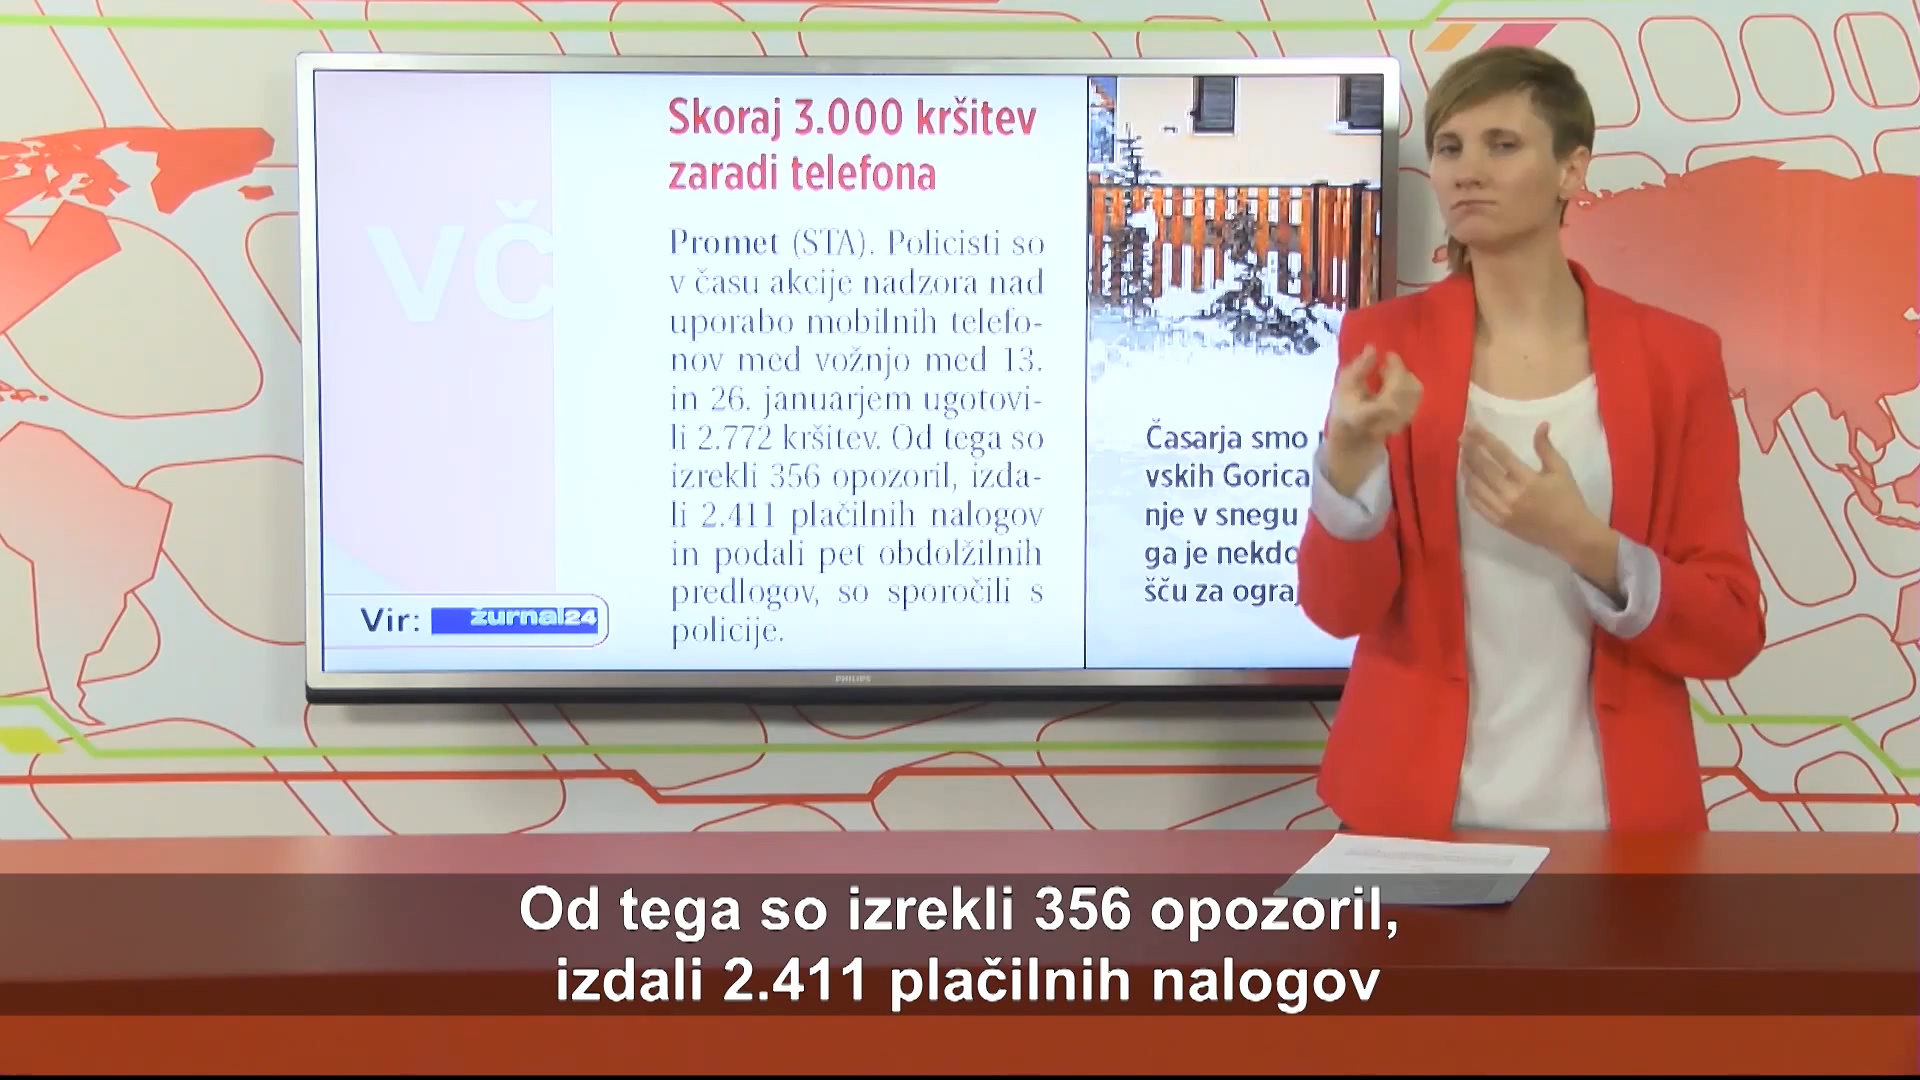 VČ
Skoraj 3.000 kršitev
zaradi telefona
Promet (STA). Policisti so
v času akcije nadzora nad
uporabo mobilnih telefo-
nov med vožnjo med 13.
in 26. januarjem ugotovi-
li 2.772 kršitev. Od tega so
izrekli 356 opozoril, izda-
li 2.411 plačilnih nalogov
in podali pet obdolžilnih
predlogov, so sporočili s
policije.
Časarja smo
vskih Gorica
nje v snegu
ga je nekdo
šču za ograj
Vir: žurnal24
PHILIPS
Od tega so izrekli 356 opozoril,
izdali 2.411 plačilnih nalogov